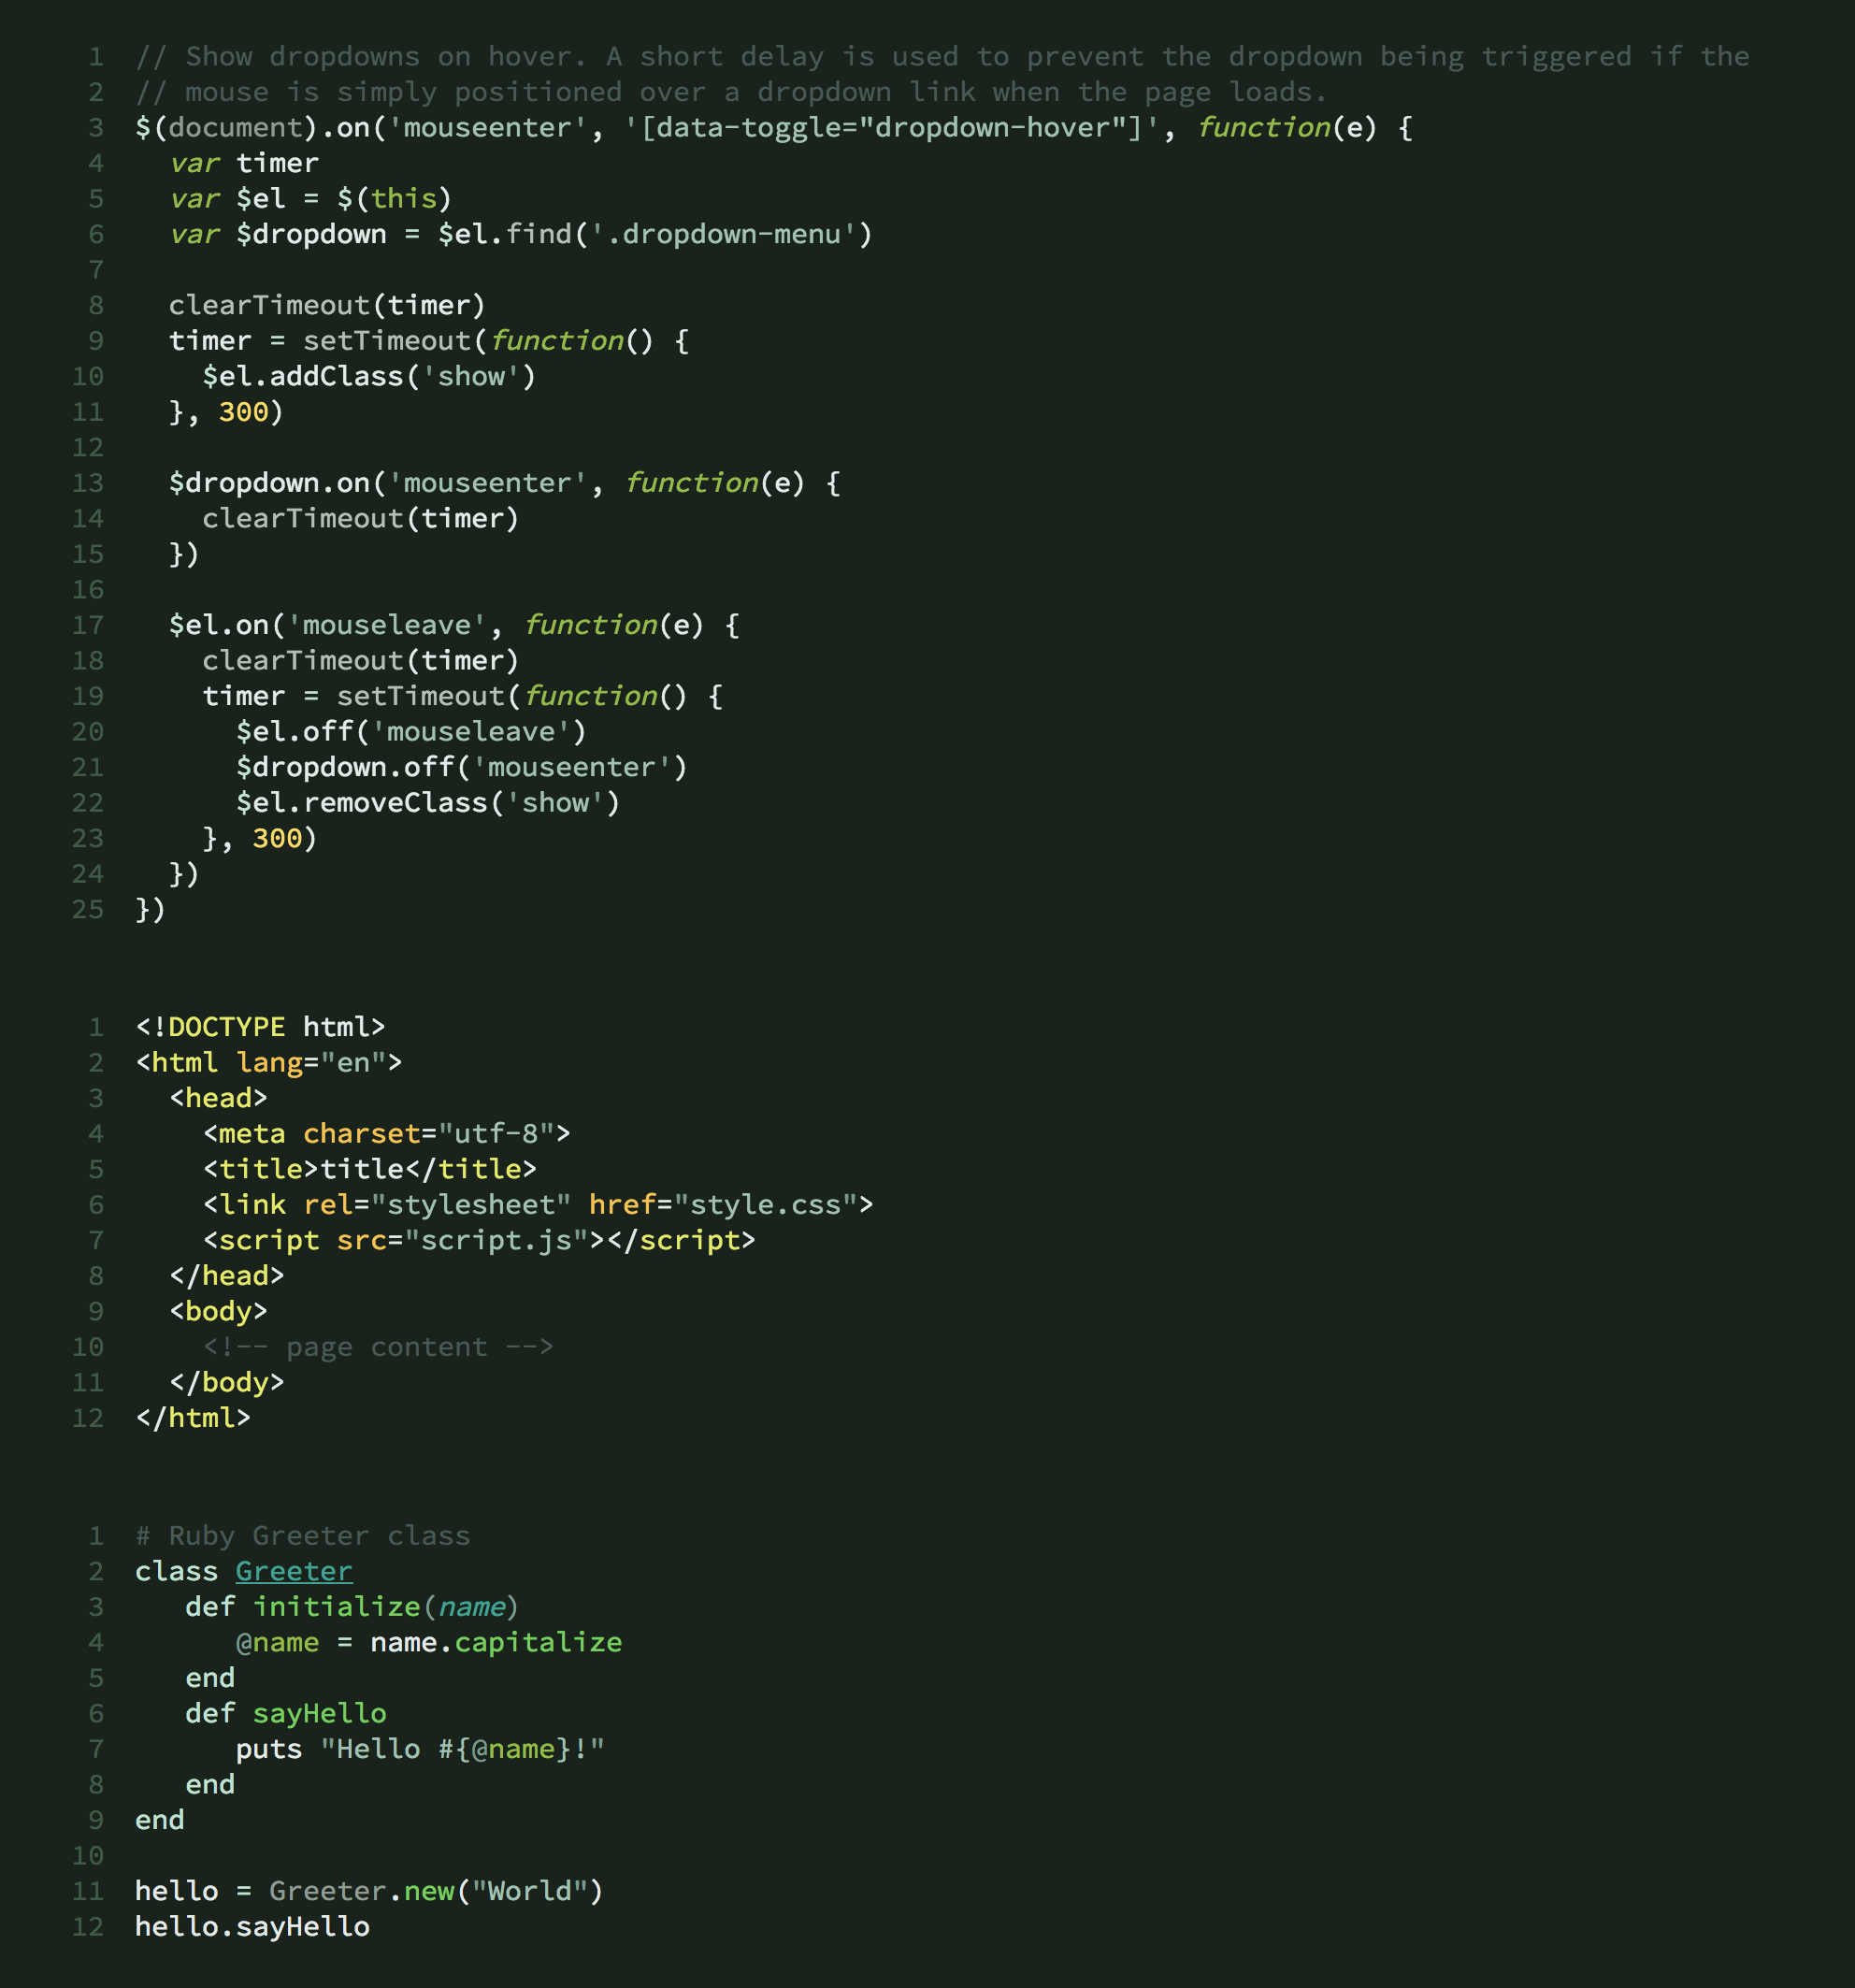 1 // Show dropdowns on hover. A short delay is used to prevent the dropdown being triggered if the
2 // mouse is simply positioned over a dropdown link when the page loads.
3 $(document).on('mouseenter', '[data-toggle="dropdown-hover"]', function(e) {
4   var timer
5   var $el = $(this)
6   var $dropdown = $el.find('.dropdown-menu')
7
8   clearTimeout(timer)
9   timer = setTimeout(function() {
10     $el.addClass('show')
11   }, 300)
12
13   $dropdown.on('mouseenter', function(e) {
14     clearTimeout(timer)
15   })
16
17   $el.on('mouseleave', function(e) {
18     clearTimeout(timer)
19     timer = setTimeout(function() {
20       $el.off('mouseleave')
21       $dropdown.off('mouseenter')
22       $el.removeClass('show')
23     }, 300)
24   })
25 })
1 <!DOCTYPE html>
2 <html lang="en">
3   <head>
4     <meta charset="utf-8">
5     <title>title</title>
6     <link rel="stylesheet" href="style.css">
7     <script src="script.js"></script>
8   </head>
9   <body>
10     <!-- page content -->
11   </body>
12 </html>
1 # Ruby Greeter class
2 class Greeter
3    def initialize(name)
4       @name = name.capitalize
5    end
6    def sayHello
7       puts "Hello #{@name}!"
8    end
9 end
10
11 hello = Greeter.new("World")
12 hello.sayHello